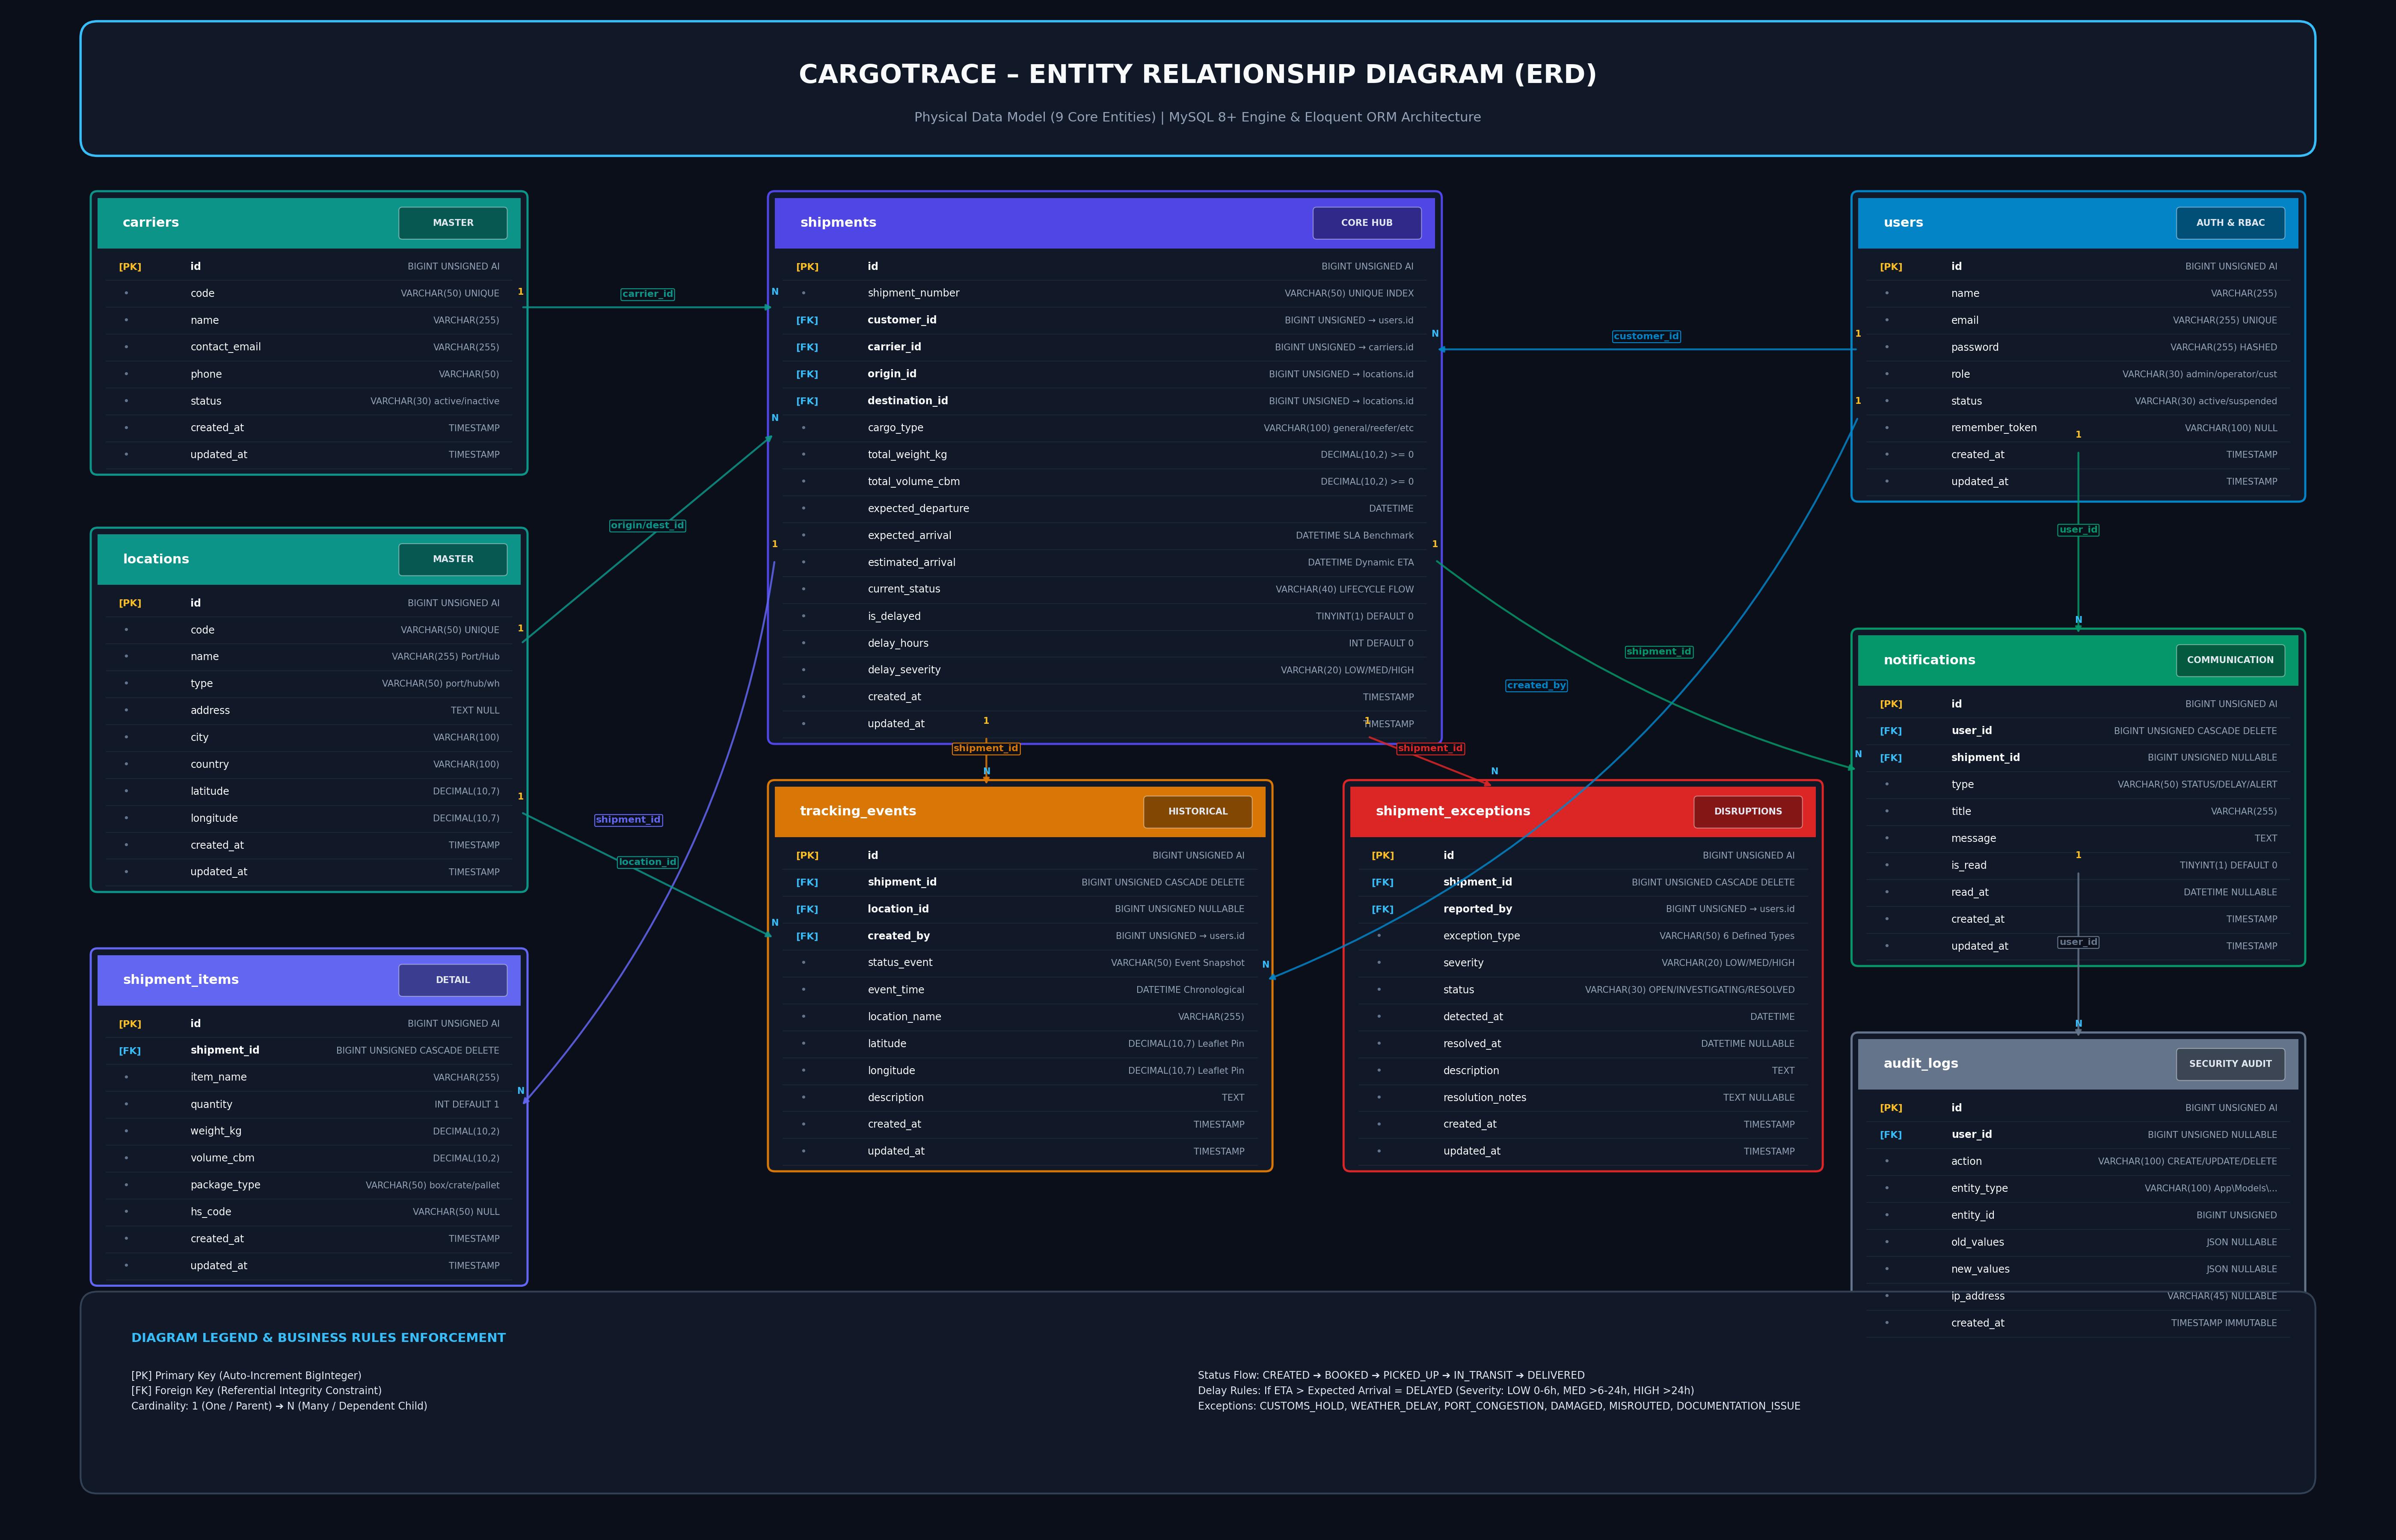 CARGOTRACE – ENTITY RELATIONSHIP DIAGRAM (ERD)
Physical Data Model (9 Core Entities) | MySQL 8+ Engine & Eloquent ORM Architecture
carriers MASTER
[PK] id BIGINT UNSIGNED AI
• code VARCHAR(50) UNIQUE
• name VARCHAR(255)
• contact_email VARCHAR(255)
• phone VARCHAR(50)
• status VARCHAR(30) active/inactive
• created_at TIMESTAMP
• updated_at TIMESTAMP
1
carrier_id
N
locations MASTER
[PK] id BIGINT UNSIGNED AI
• code VARCHAR(50) UNIQUE
• name VARCHAR(255) Port/Hub
• type VARCHAR(50) port/hub/wh
• address TEXT NULL
• city VARCHAR(100)
• country VARCHAR(100)
• latitude DECIMAL(10,7)
• longitude DECIMAL(10,7)
• created_at TIMESTAMP
• updated_at TIMESTAMP
1
origin/dest_id
N
1
location_id
N
shipment_items DETAIL
[PK] id BIGINT UNSIGNED AI
[FK] shipment_id BIGINT UNSIGNED CASCADE DELETE
• item_name VARCHAR(255)
• quantity INT DEFAULT 1
• weight_kg DECIMAL(10,2)
• volume_cbm DECIMAL(10,2)
• package_type VARCHAR(50) box/crate/pallet
• hs_code VARCHAR(50) NULL
• created_at TIMESTAMP
• updated_at TIMESTAMP
1
shipment_id
N
shipments CORE HUB
[PK] id BIGINT UNSIGNED AI
• shipment_number VARCHAR(50) UNIQUE INDEX
[FK] customer_id BIGINT UNSIGNED → users.id
[FK] carrier_id BIGINT UNSIGNED → carriers.id
[FK] origin_id BIGINT UNSIGNED → locations.id
[FK] destination_id BIGINT UNSIGNED → locations.id
• cargo_type VARCHAR(100) general/reefer/etc
• total_weight_kg DECIMAL(10,2) >= 0
• total_volume_cbm DECIMAL(10,2) >= 0
• expected_departure DATETIME
• expected_arrival DATETIME SLA Benchmark
• estimated_arrival DATETIME Dynamic ETA
• current_status VARCHAR(40) LIFECYCLE FLOW
• is_delayed TINYINT(1) DEFAULT 0
• delay_hours INT DEFAULT 0
• delay_severity VARCHAR(20) LOW/MED/HIGH
• created_at TIMESTAMP
• updated_at TIMESTAMP
1
shipment_id
N
1
shipment_id
N
tracking_events HISTORICAL
[PK] id BIGINT UNSIGNED AI
[FK] shipment_id BIGINT UNSIGNED CASCADE DELETE
[FK] location_id BIGINT UNSIGNED NULLABLE
[FK] created_by BIGINT UNSIGNED → users.id
• status_event VARCHAR(50) Event Snapshot
• event_time DATETIME Chronological
• location_name VARCHAR(255)
• latitude DECIMAL(10,7) Leaflet Pin
• longitude DECIMAL(10,7) Leaflet Pin
• description TEXT
• created_at TIMESTAMP
• updated_at TIMESTAMP
shipment_exceptions DISRUPTIONS
[PK] id BIGINT UNSIGNED AI
[FK] shipment_id BIGINT UNSIGNED CASCADE DELETE
[FK] reported_by BIGINT UNSIGNED → users.id
• exception_type VARCHAR(50) 6 Defined Types
• severity VARCHAR(20) LOW/MED/HIGH
• status VARCHAR(30) OPEN/INVESTIGATING/RESOLVED
• detected_at DATETIME
• resolved_at DATETIME NULLABLE
• description TEXT
• resolution_notes TEXT NULLABLE
• created_at TIMESTAMP
• updated_at TIMESTAMP
N
customer_id
1
1
created_by
N
1
shipment_id
N
users AUTH & RBAC
[PK] id BIGINT UNSIGNED AI
• name VARCHAR(255)
• email VARCHAR(255) UNIQUE
• password VARCHAR(255) HASHED
• role VARCHAR(30) admin/operator/cust
• status VARCHAR(30) active/suspended
• remember_token VARCHAR(100) NULL
• created_at TIMESTAMP
• updated_at TIMESTAMP
1
user_id
N
notifications COMMUNICATION
[PK] id BIGINT UNSIGNED AI
[FK] user_id BIGINT UNSIGNED CASCADE DELETE
[FK] shipment_id BIGINT UNSIGNED NULLABLE
• type VARCHAR(50) STATUS/DELAY/ALERT
• title VARCHAR(255)
• message TEXT
• is_read TINYINT(1) DEFAULT 0
• read_at DATETIME NULLABLE
• created_at TIMESTAMP
• updated_at TIMESTAMP
1
user_id
N
audit_logs SECURITY AUDIT
[PK] id BIGINT UNSIGNED AI
[FK] user_id BIGINT UNSIGNED NULLABLE
• action VARCHAR(100) CREATE/UPDATE/DELETE
• entity_type VARCHAR(100) App\Models\...
• entity_id BIGINT UNSIGNED
• old_values JSON NULLABLE
• new_values JSON NULLABLE
• ip_address VARCHAR(45) NULLABLE
• created_at TIMESTAMP IMMUTABLE
DIAGRAM LEGEND & BUSINESS RULES ENFORCEMENT
[PK] Primary Key (Auto-Increment BigInteger)
[FK] Foreign Key (Referential Integrity Constraint)
Cardinality: 1 (One / Parent) ➔ N (Many / Dependent Child)
Status Flow: CREATED ➔ BOOKED ➔ PICKED_UP ➔ IN_TRANSIT ➔ DELIVERED
Delay Rules: If ETA > Expected Arrival = DELAYED (Severity: LOW 0-6h, MED >6-24h, HIGH >24h)
Exceptions: CUSTOMS_HOLD, WEATHER_DELAY, PORT_CONGESTION, DAMAGED, MISROUTED, DOCUMENTATION_ISSUE